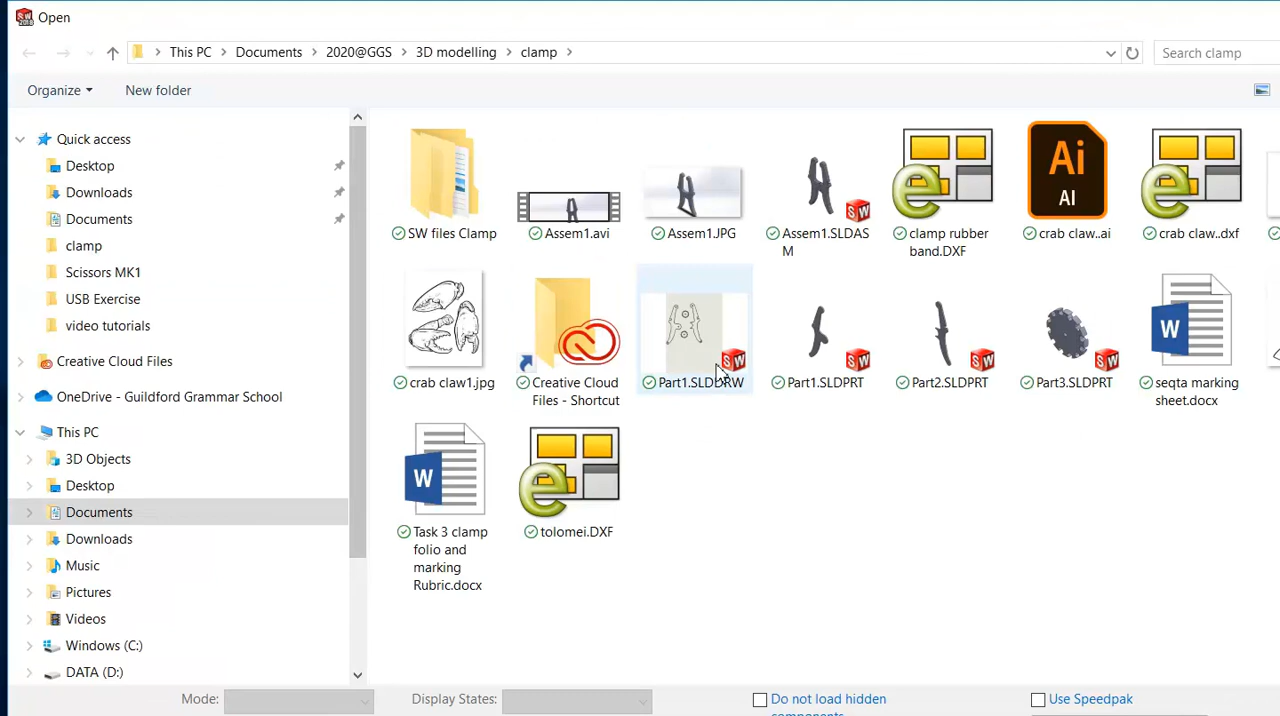 Open
This PC > Documents > 2020@GGS > 3D modelling > clamp >
Search clamp
Organize
New folder
Quick access
Desktop
Downloads
Documents
clamp
Scissors MK1
USB Exercise
video tutorials
Creative Cloud Files
OneDrive - Guildford Grammar School
This PC
3D Objects
Desktop
Documents
Downloads
Music
Pictures
Videos
Windows (C:)
DATA (D:)
SW files Clamp
Assem1.avi
Assem1.JPG
Assem1.SLDAS
M
clamp rubber
band.DXF
Ai
AI
crab claw..ai
crab claw..dxf
crab claw1.jpg
Creative Cloud
Files - Shortcut
Part1.SLDDRW
Part1.SLDPRT
Part2.SLDPRT
Part3.SLDPRT
seqta marking
sheet.docx
Task 3 clamp
folio and
marking
Rubric.docx
tolomei.DXF
Mode:
Display States:
Do not load hidden
components
Use Speedpak